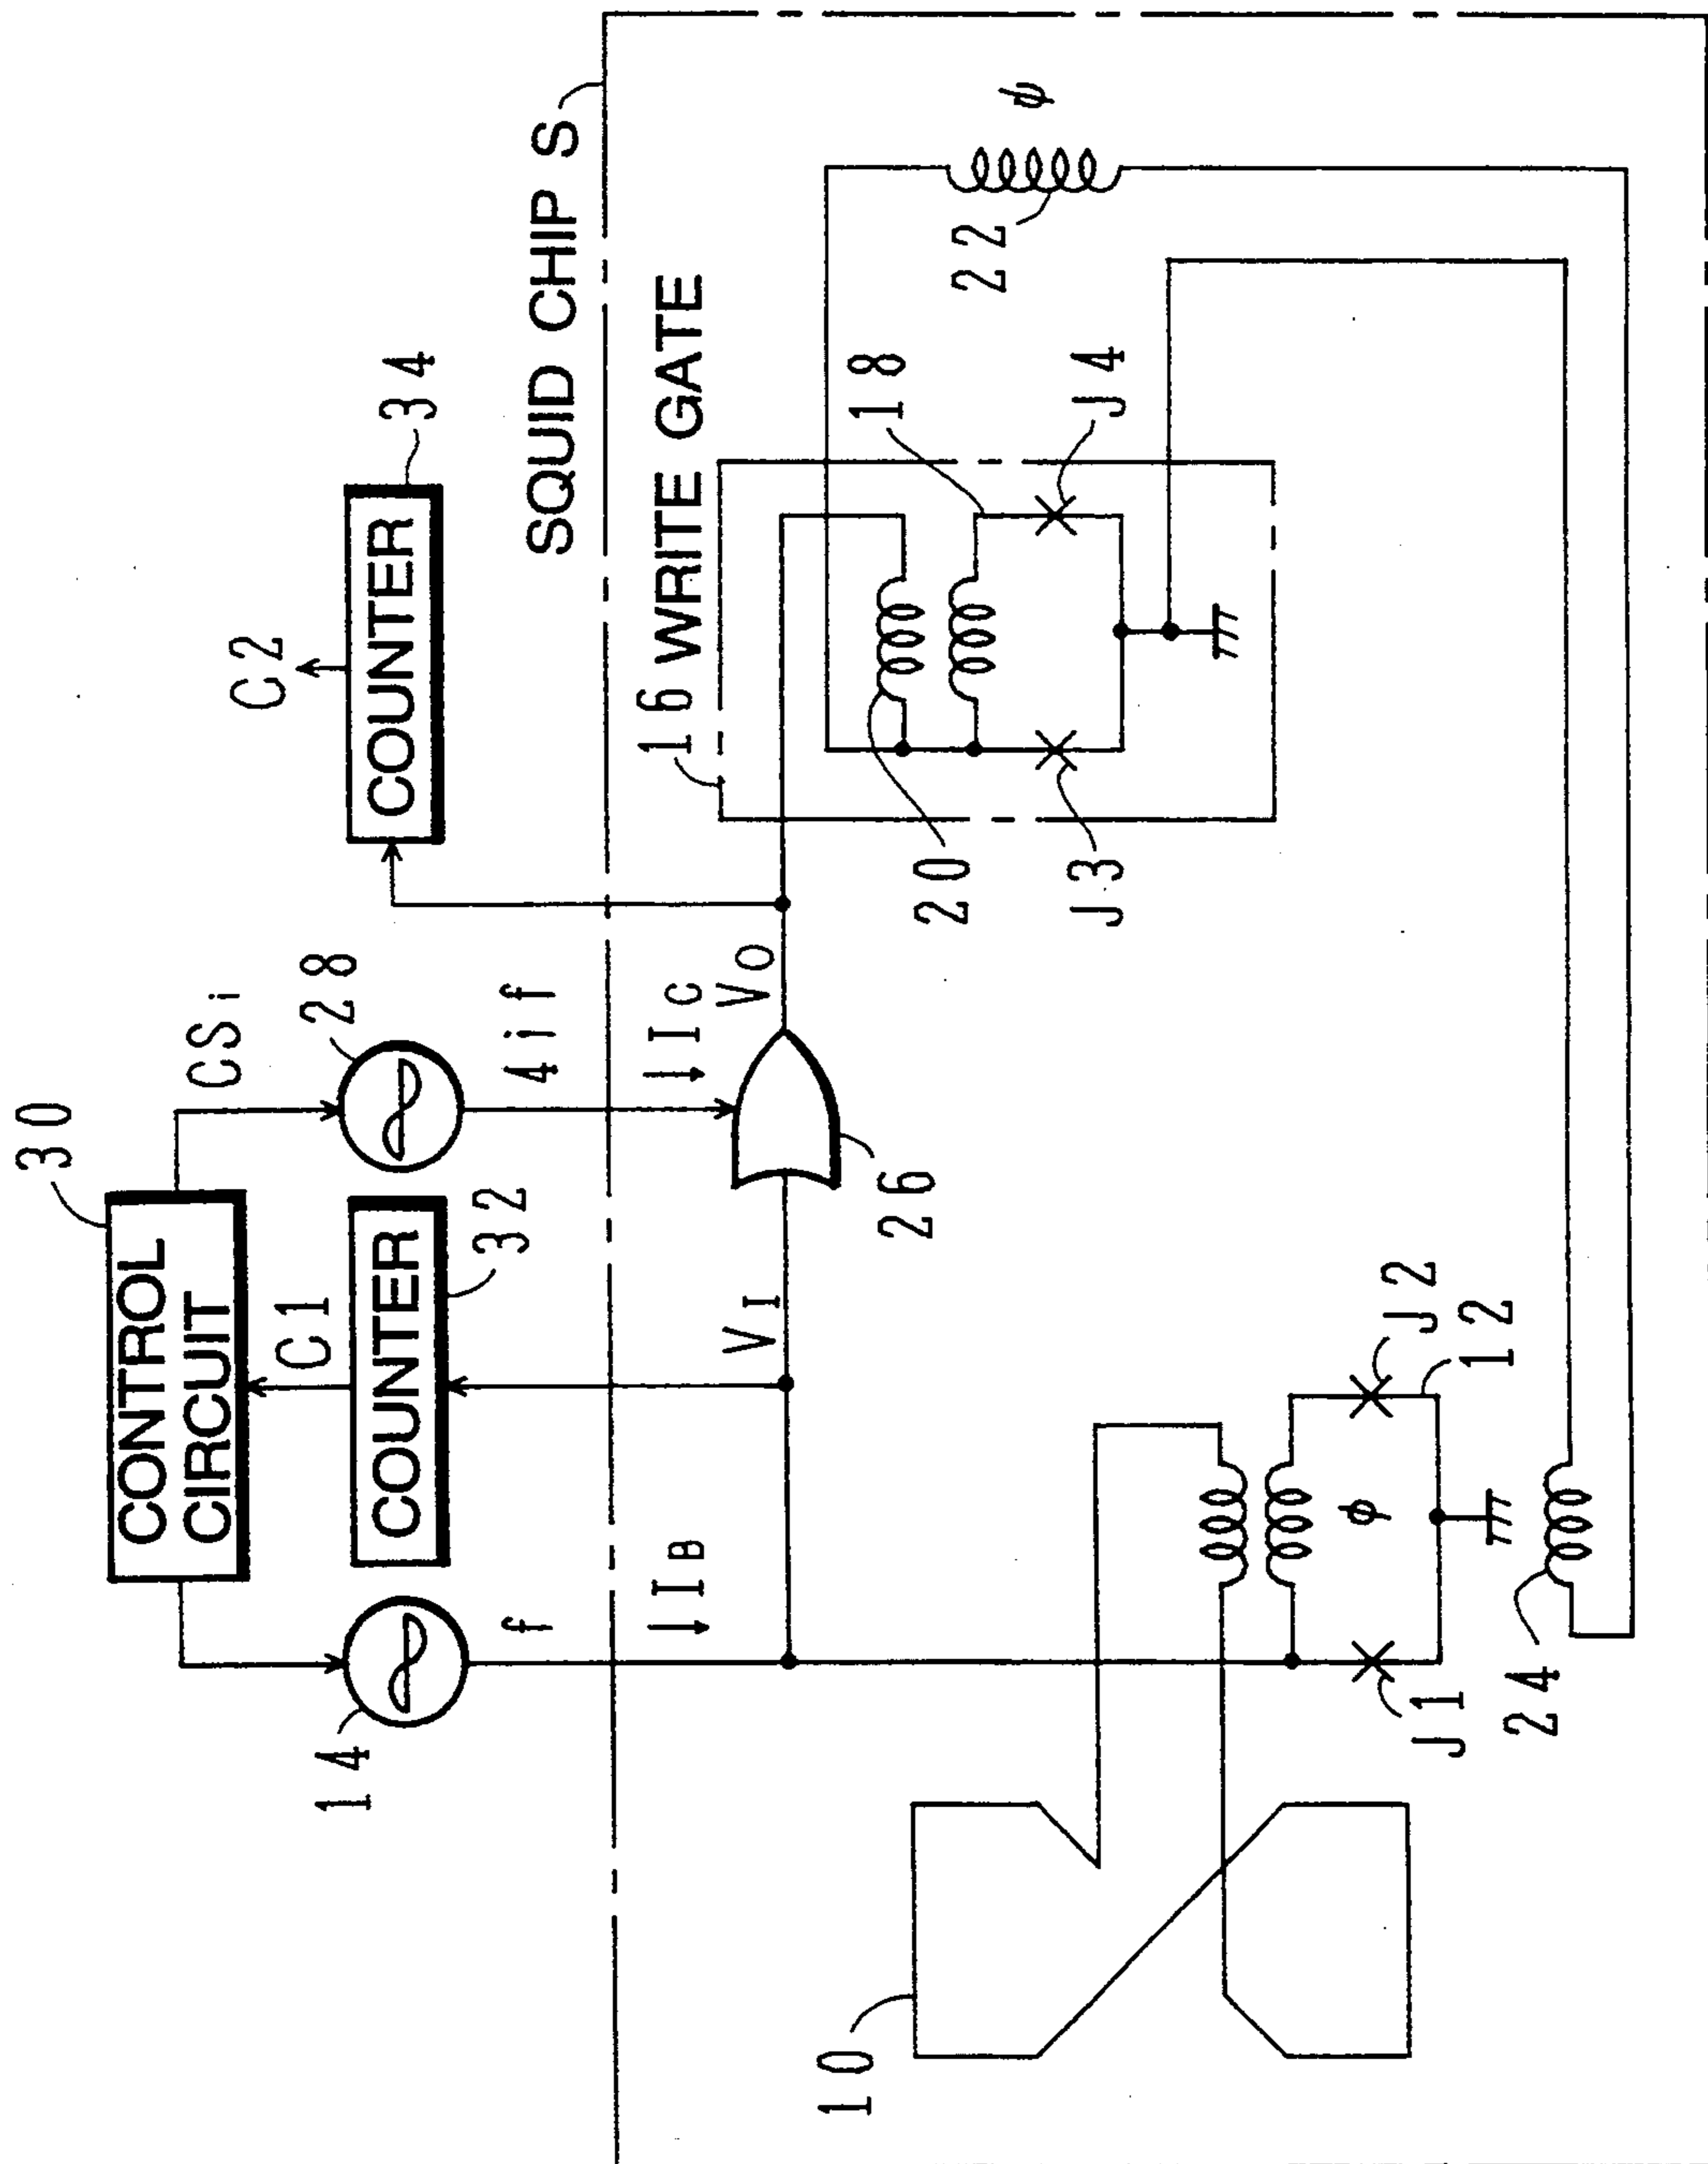 30
CONTROL
CIRCUIT
CSi
C1
C2
14
COUNTER
32
28
COUNTER
34
f
4if
SQUID CHIP S
IB
IC
VI
VO
16 WRITE GATE
26
20
18
22
ψ
J3
J4
10
φ
J1
J2
12
24